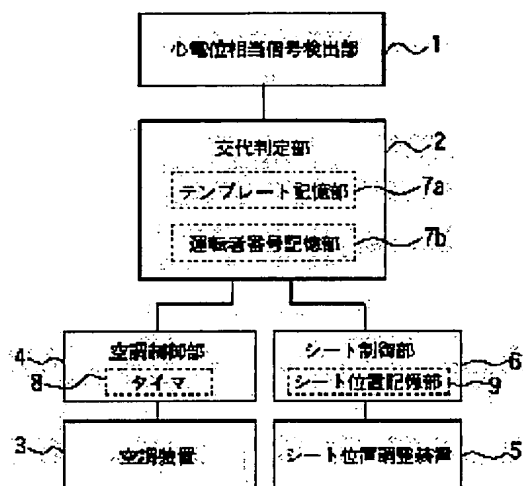 心電位相当信号検出部 1
交代判定部 2
テンプレート記憶部 7a
運転者番号記憶部 7b
4 空調制御部
8 タイマ
シート制御部 6
シート位置記憶部 9
3 空調装置
シート位置調整装置 5